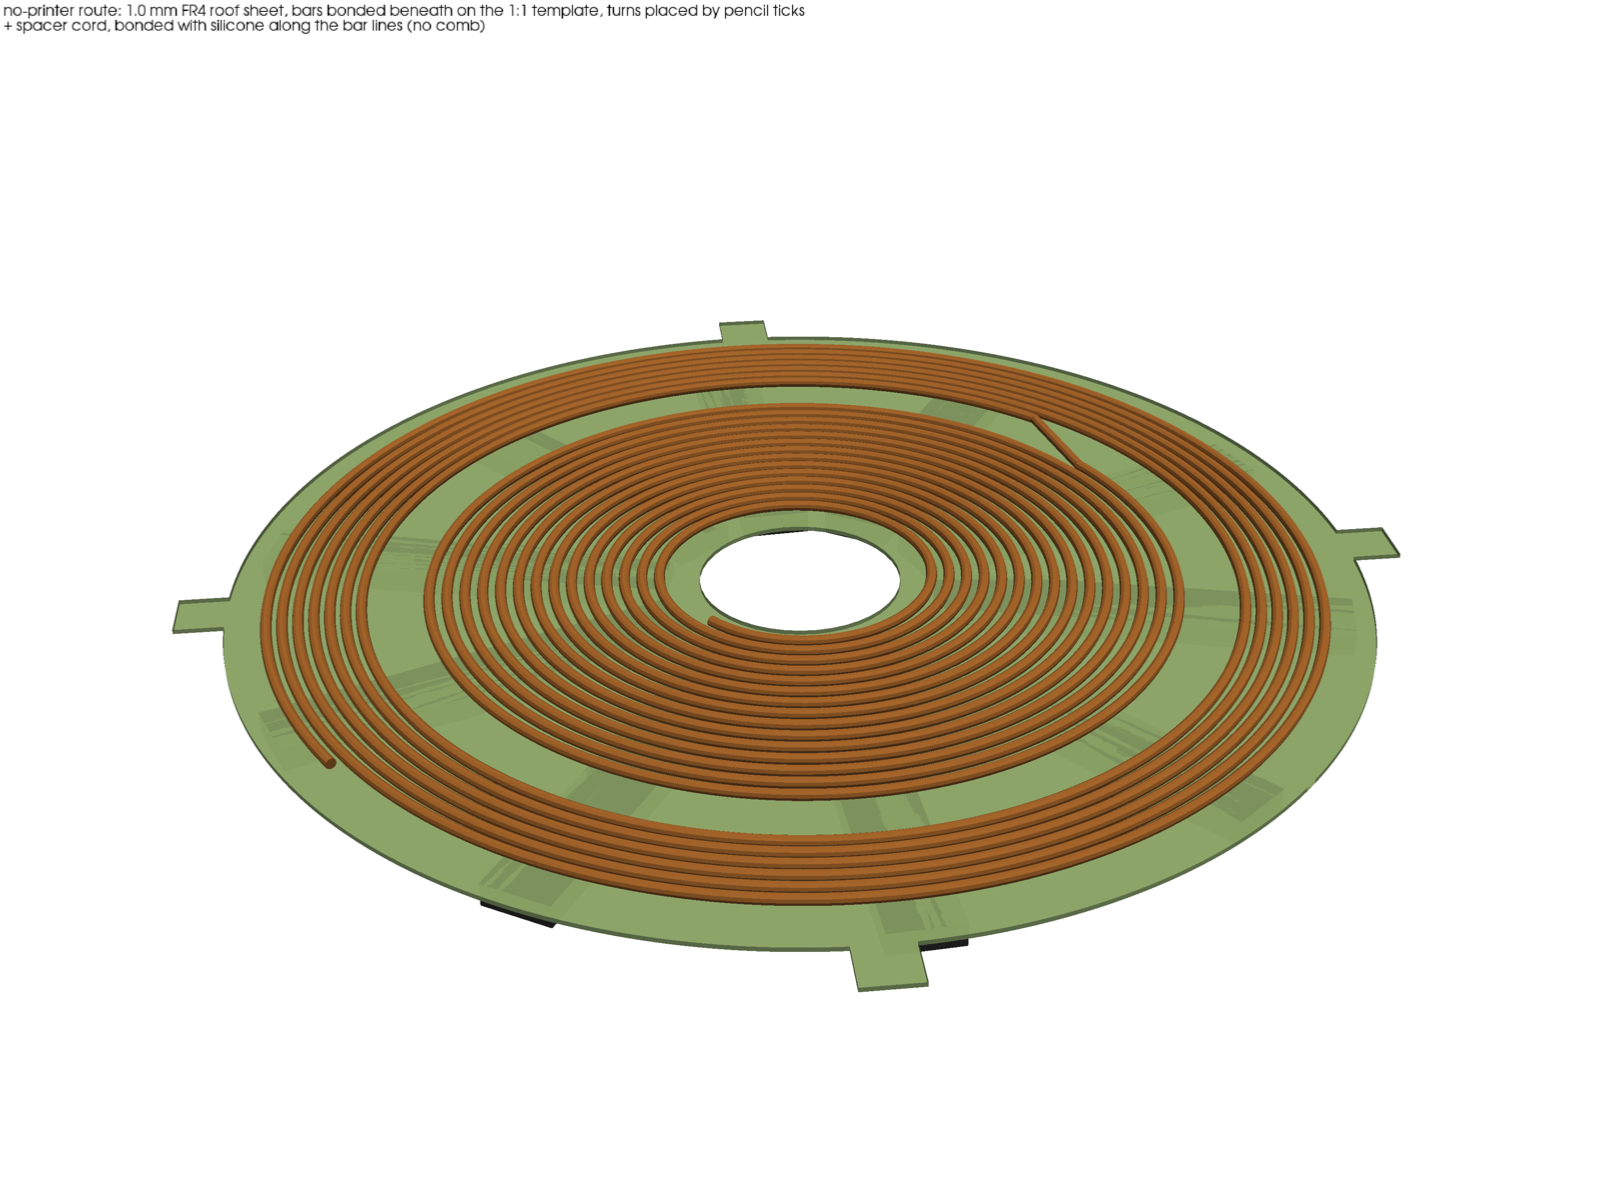 no-printer route: 1.0 mm FR4 roof sheet, bars bonded beneath on the 1:1 template, turns placed by pencil ticks
+ spacer cord, bonded with silicone along the bar lines (no comb)